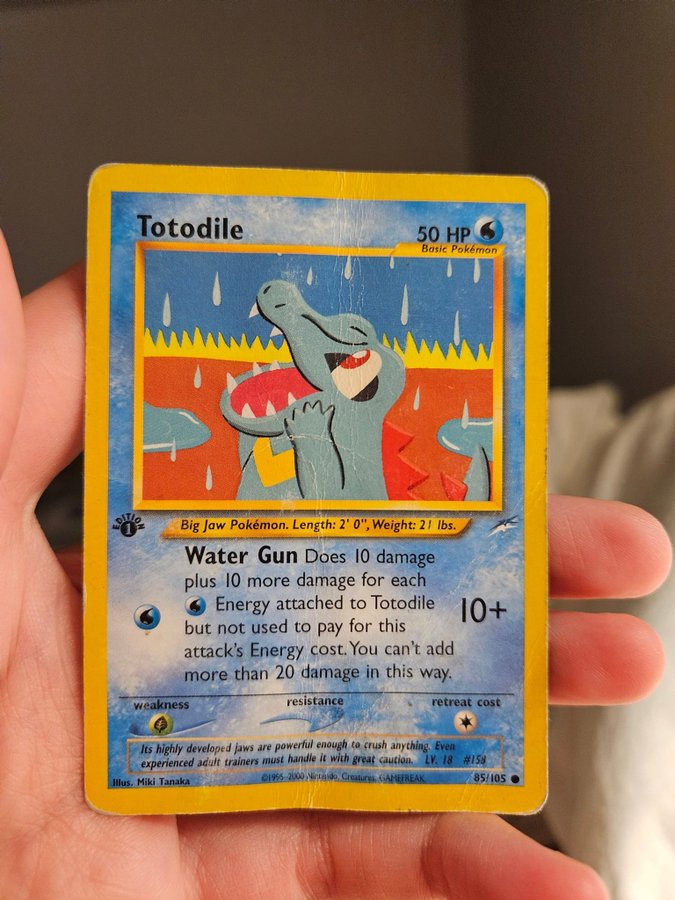 Totodile
50 HP
Basic Pokémon
EDITION
1
Big Jaw Pokémon. Length: 2' 0", Weight: 21 lbs.
Water Gun Does 10 damage
plus 10 more damage for each
Energy attached to Totodile
but not used to pay for this
attack's Energy cost. You can't add
more than 20 damage in this way.
10+
weakness
resistance
retreat cost
Its highly developed jaws are powerful enough to crush anything. Even
experienced adult trainers must handle it with great caution. LV. 18 #158
Illus. Miki Tanaka
©1995-2000 Nintendo, Creatures, GAMEFREAK.
85/105